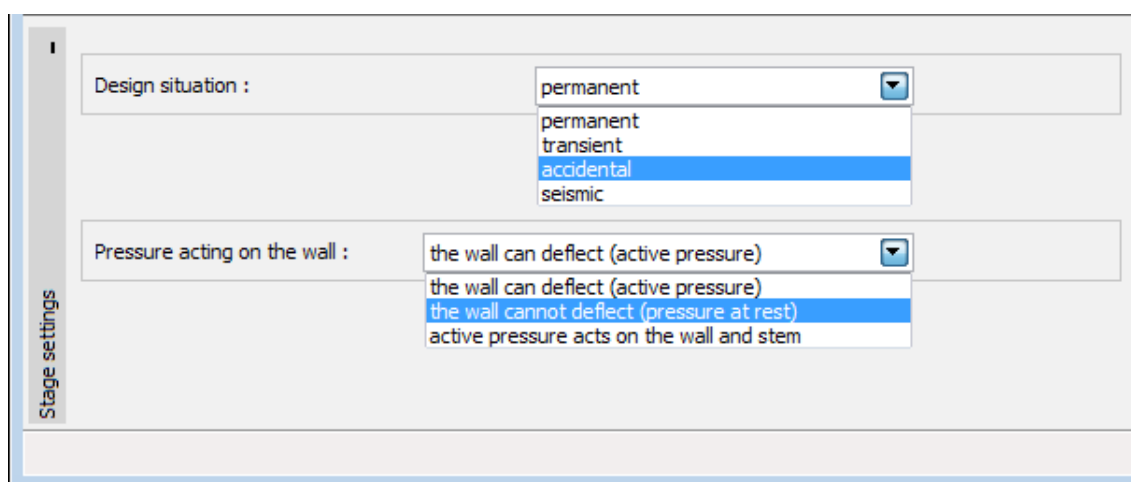 Design situation :
permanent
permanent
transient
accidental
seismic
Pressure acting on the wall :
the wall can deflect (active pressure)
the wall can deflect (active pressure)
the wall cannot deflect (pressure at rest)
active pressure acts on the wall and stem
Stage settings